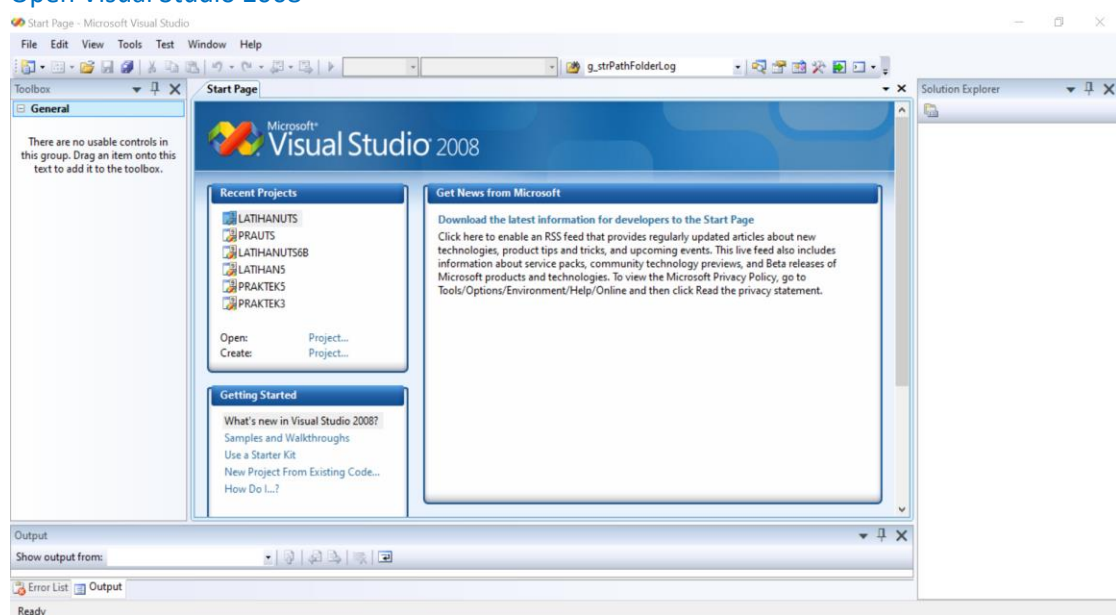 Open Visual Studio 2008
Start Page - Microsoft Visual Studio
File Edit View Tools Test Window Help
g_strPathFolderLog
Toolbox
Start Page
Solution Explorer
General
There are no usable controls in
this group. Drag an item onto this
text to add it to the toolbox.
Microsoft
Visual Studio 2008
Recent Projects
LATIHANUTS
PRAUTS
LATIHANUTS6B
LATIHAN5
PRAKTEK5
PRAKTEK3
Open: Project...
Create: Project...
Get News from Microsoft
Download the latest information for developers to the Start Page
Click here to enable an RSS feed that provides regularly updated articles about new
technologies, product tips and tricks, and upcoming events. This live feed also includes
information about service packs, community technology previews, and Beta releases of
Microsoft products and technologies. To view the Microsoft Privacy Policy, go to
Tools/Options/Environment/Help/Online and then click Read the privacy statement.
Getting Started
What's new in Visual Studio 2008?
Samples and Walkthroughs
Use a Starter Kit
New Project From Existing Code...
How Do I...?
Output
Show output from:
Error List Output
Ready